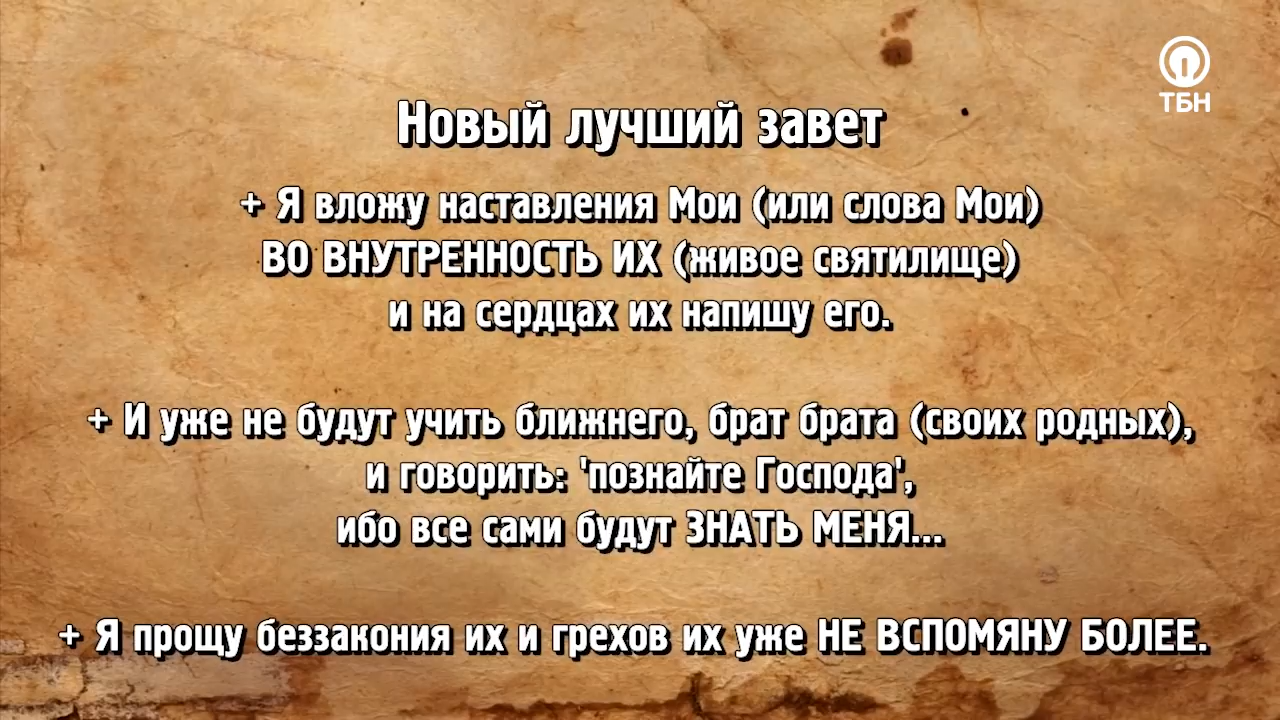 ТБН
Новый лучший завет
+ Я вложу наставления Мои (или слова Мои)
ВО ВНУТРЕННОСТЬ ИХ (живое святилище)
и на сердцах их напишу его.
+ И уже не будут учить ближнего, брат брата (своих родных),
и говорить: 'познайте Господа',
ибо все сами будут ЗНАТЬ МЕНЯ...
+ Я прощу беззакония их и грехов их уже НЕ ВСПОМЯНУ БОЛЕЕ.